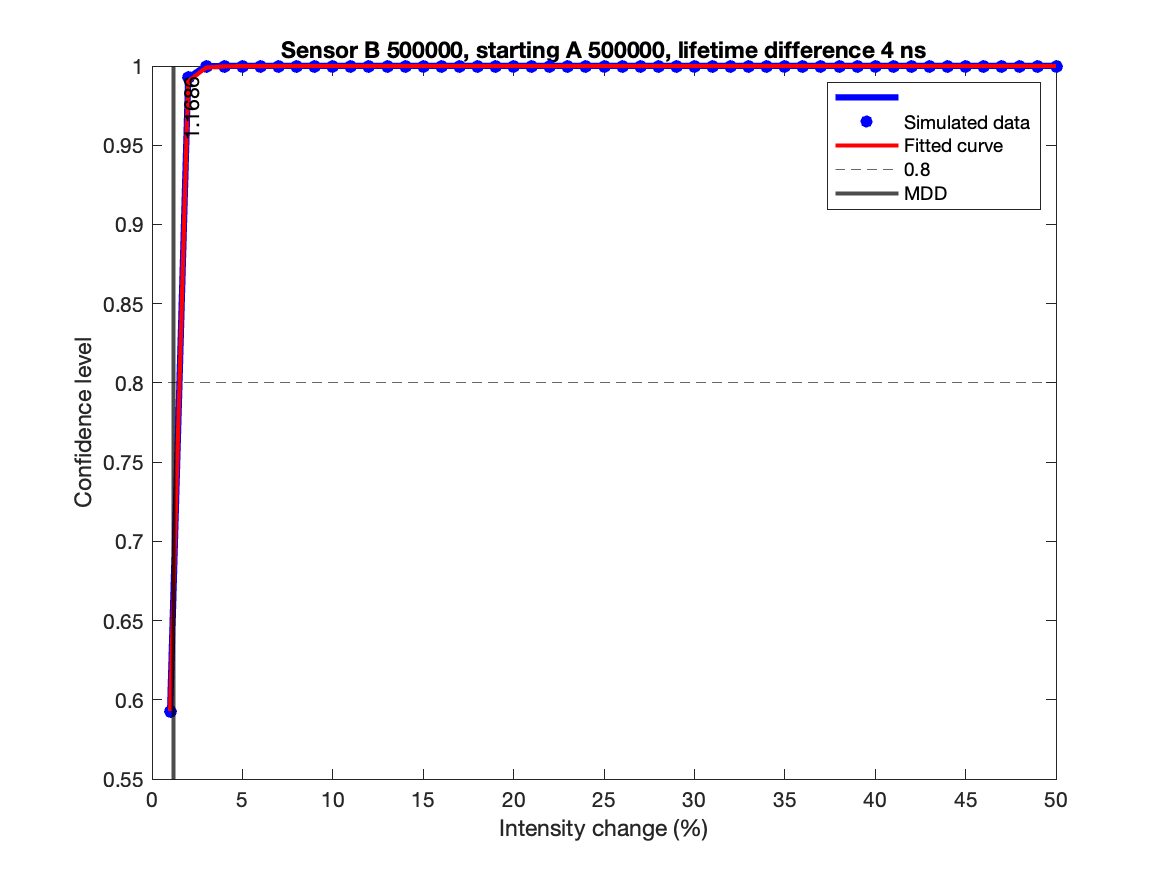 Sensor B 500000, starting A 500000, lifetime difference 4 ns
1
0.95
0.9
0.85
0.8
0.75
0.7
0.65
0.6
0.55
Confidence level
1.1686
Simulated data
Fitted curve
0.8
MDD
0 5 10 15 20 25 30 35 40 45 50
Intensity change (%)